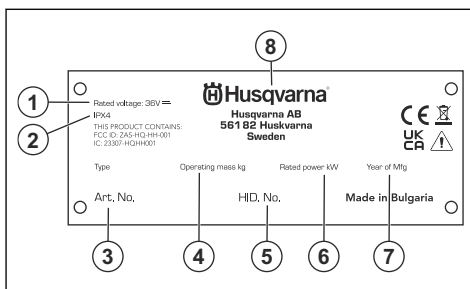 8
Husqvarna
1
Rated voltage: 36V
Husqvarna AB
561 82 Huskvarna
Sweden
2
IPX4
THIS PRODUCT CONTAINS:
FCC ID: ZA5-HQ-HH-001
IC: 23307-HQHH001
CE
UK
CA
Type
Operating mass kg
Rated power kW
Year of Mfg
Art. No.
HID. No.
Made in Bulgaria
3
4
5
6
7